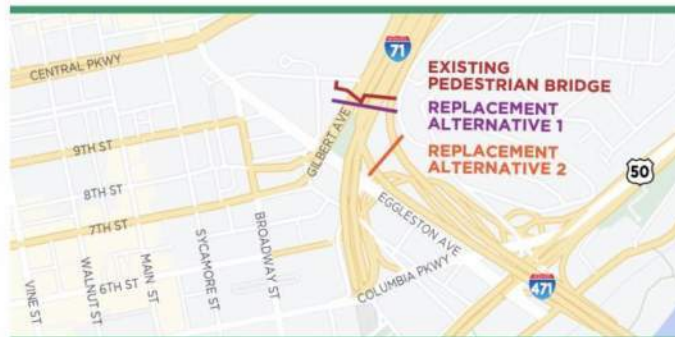 71
CENTRAL PKWY
EXISTING
PEDESTRIAN BRIDGE
REPLACEMENT
ALTERNATIVE 1
GILBERT AVE
9TH ST
REPLACEMENT
ALTERNATIVE 2
50
8TH ST
7TH ST
EGGLESTON AVE
BROADWAY ST
SYCAMORE ST
MAIN ST
WALNUT ST
VINE ST
6TH ST
COLUMBIA PKWY
471